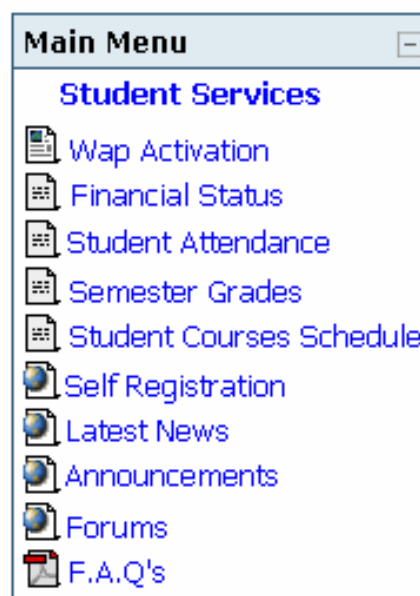 Main Menu
Student Services
Wap Activation
Financial Status
Student Attendance
Semester Grades
Student Courses Schedule
Self Registration
Latest News
Announcements
Forums
F.A.Q's